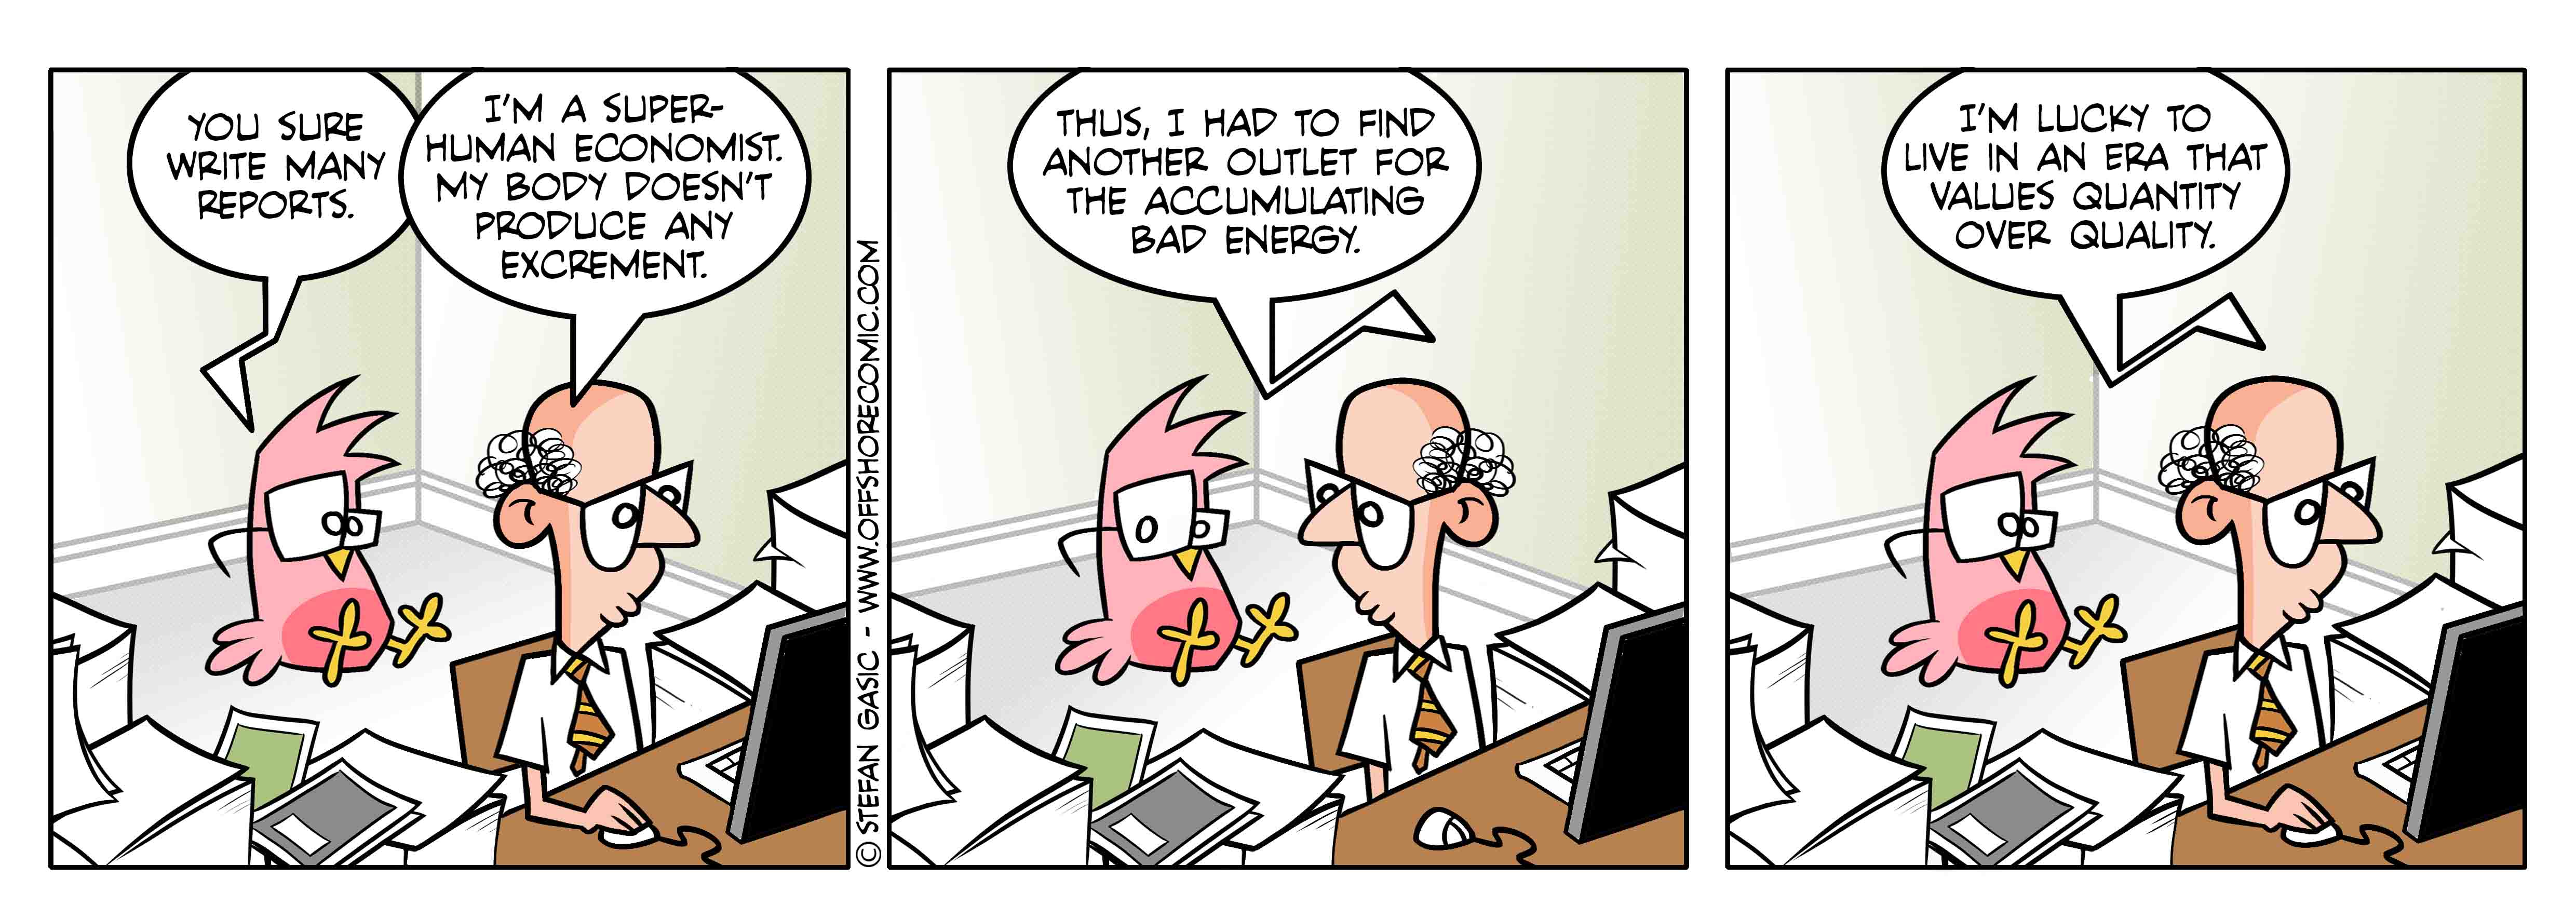 YOU SURE
WRITE MANY
REPORTS.
I'M A SUPER-
HUMAN ECONOMIST.
MY BODY DOESN'T
PRODUCE ANY
EXCREMENT.
© STEFAN GASIC - WWW.OFFSHORECOMIC.COM
THUS, I HAD TO FIND
ANOTHER OUTLET FOR
THE ACCUMULATING
BAD ENERGY.
I'M LUCKY TO
LIVE IN AN ERA THAT
VALUES QUANTITY
OVER QUALITY.